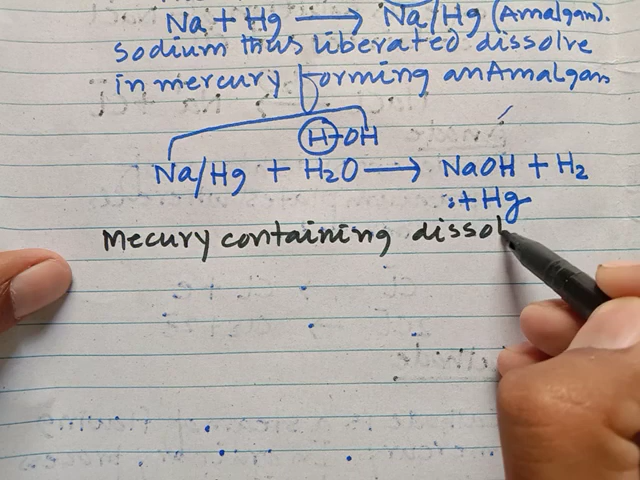 Na + Hg ⟶ Na/Hg (Amalgam).
sodium thus liberated dissolve
in mercury forming an Amalgam
H-OH
Na/Hg + H₂O ⟶ NaOH + H₂
+ Hg
Mecury containing dissol